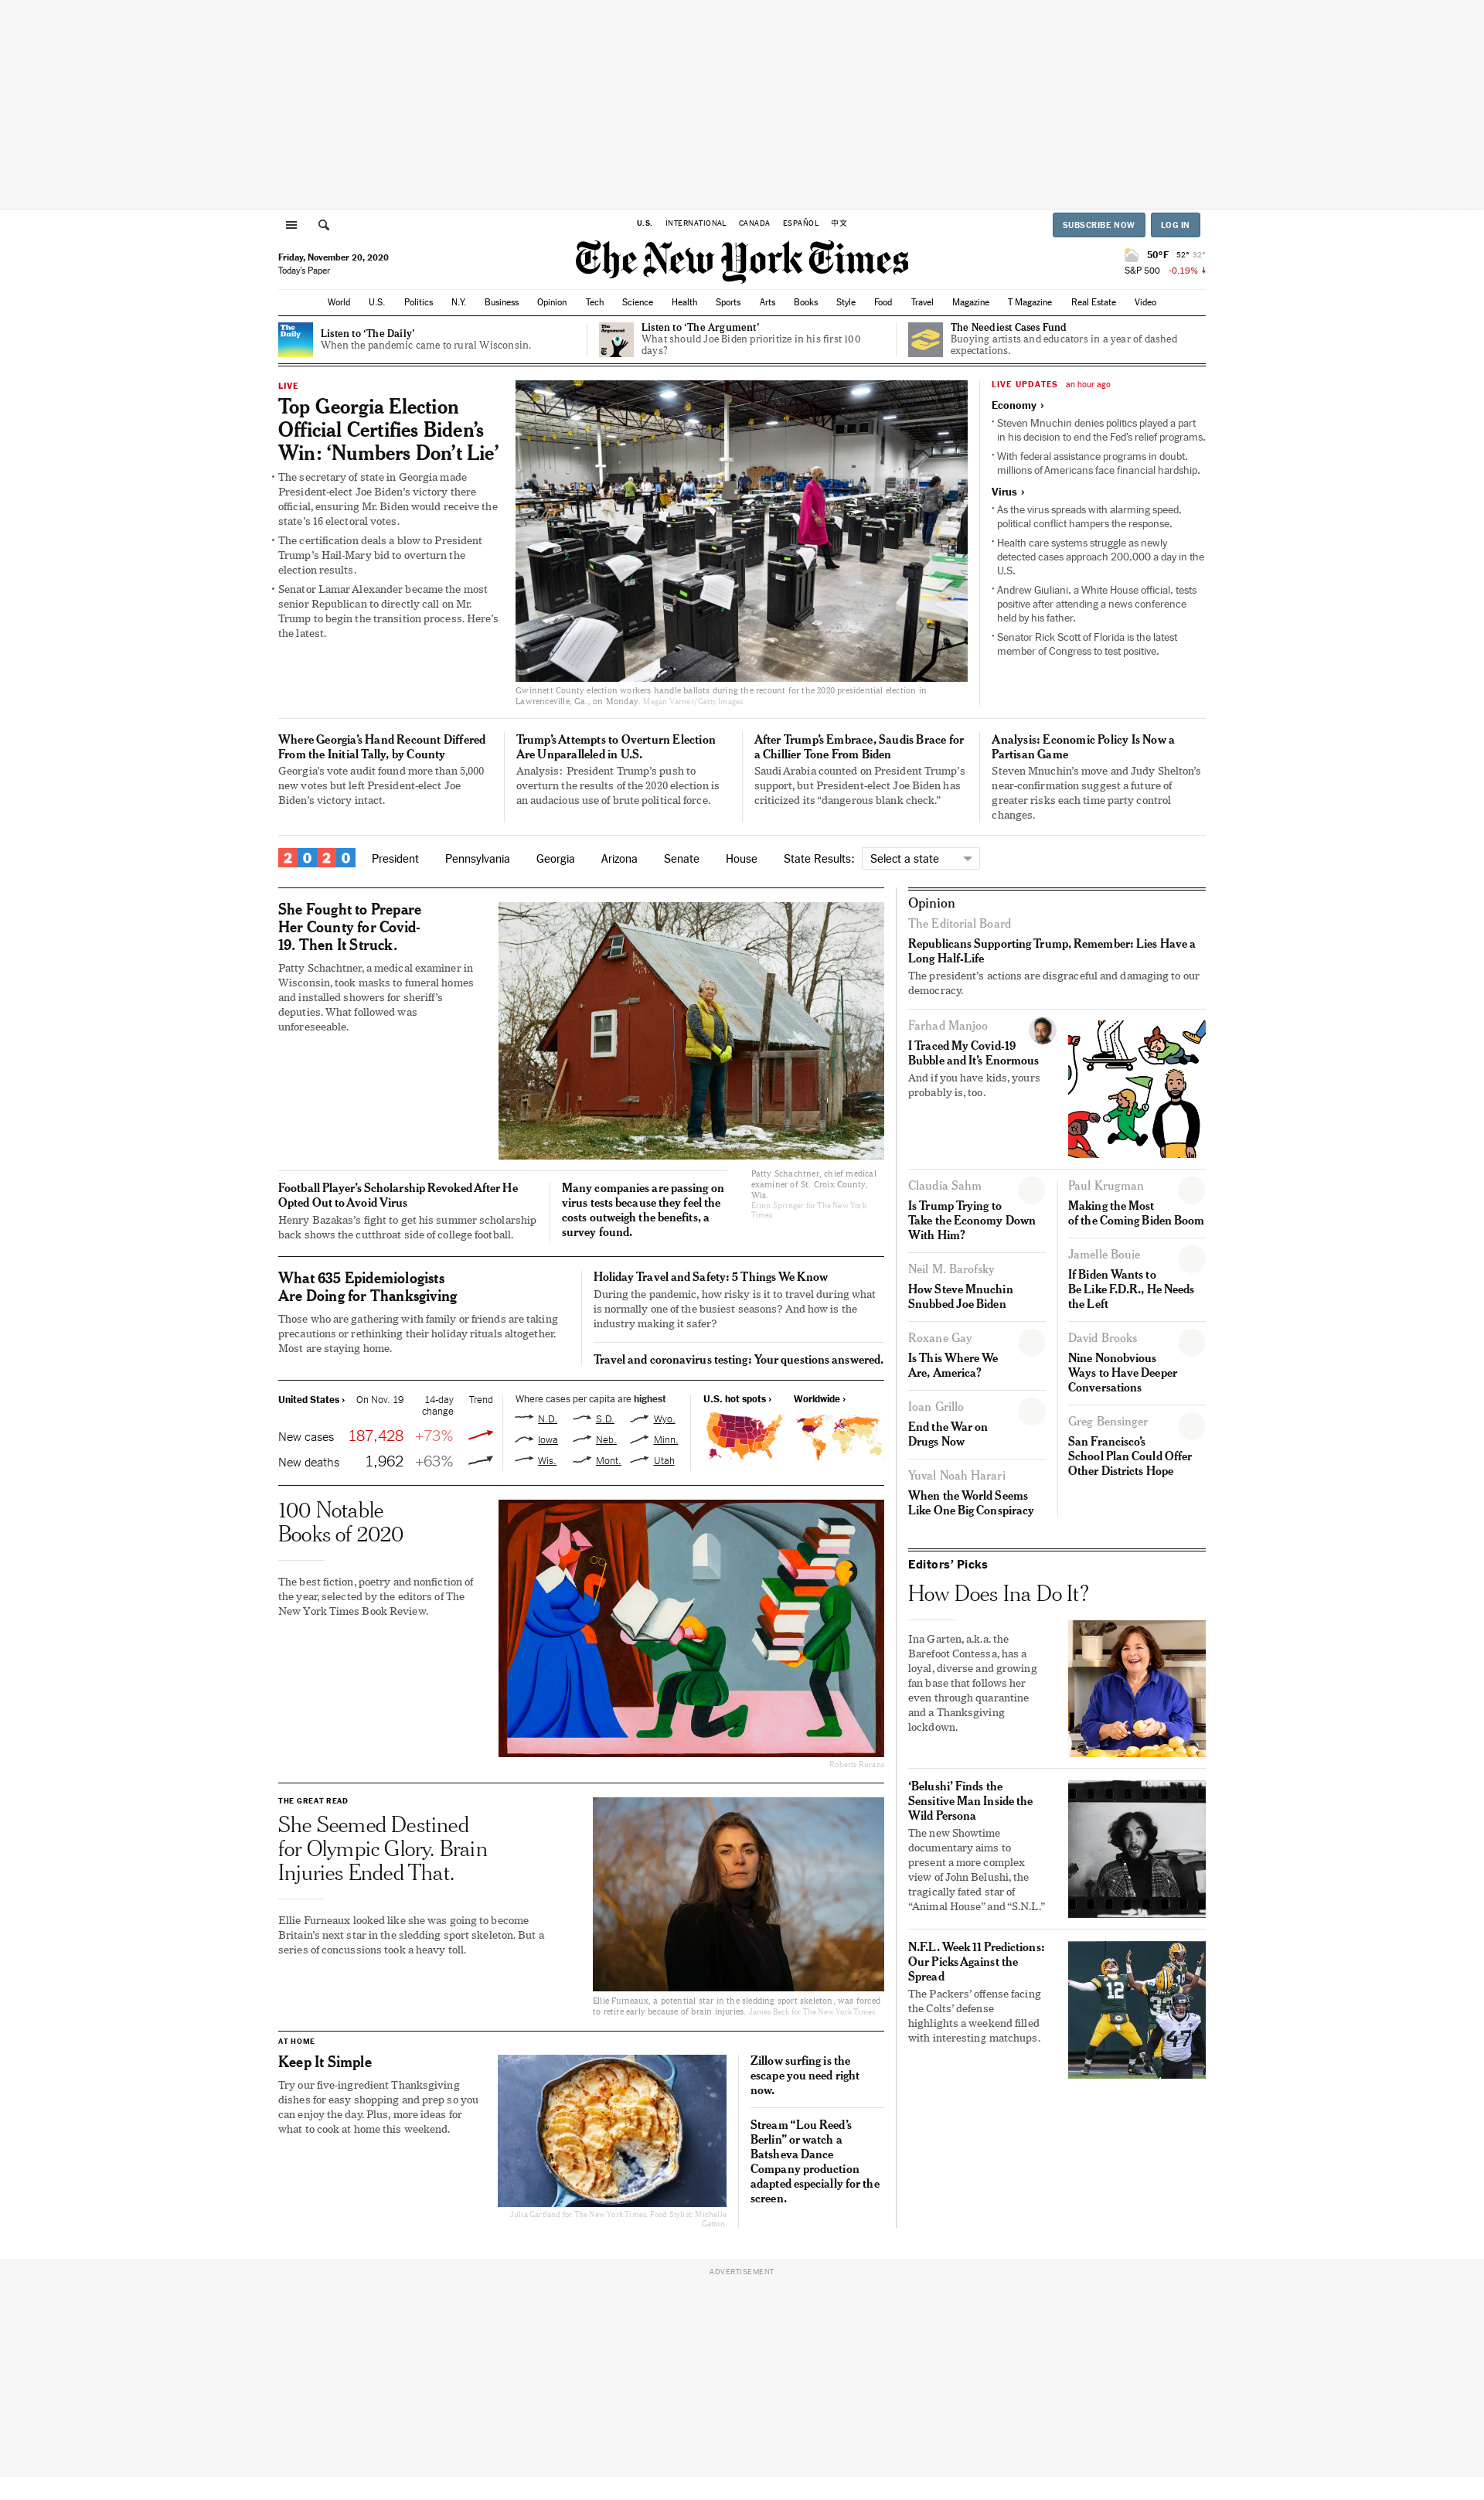 U.S. INTERNATIONAL CANADA ESPAÑOL 中文
SUBSCRIBE NOW LOG IN
Friday, November 20, 2020
Today's Paper
The New York Times
50°F 52° 32°
S&P 500 -0.19%
World U.S. Politics N.Y. Business Opinion Tech Science Health Sports Arts Books Style Food Travel Magazine T Magazine Real Estate Video
The
Daily
Listen to ‘The Daily’
When the pandemic came to rural Wisconsin.
The
Argument
Listen to ‘The Argument’
What should Joe Biden prioritize in his first 100
days?
The Neediest Cases Fund
Buoying artists and educators in a year of dashed
expectations.
LIVE
Top Georgia Election
Official Certifies Biden’s
Win: ‘Numbers Don’t Lie’
The secretary of state in Georgia made
President-elect Joe Biden’s victory there
official, ensuring Mr. Biden would receive the
state’s 16 electoral votes.
The certification deals a blow to President
Trump’s Hail-Mary bid to overturn the
election results.
Senator Lamar Alexander became the most
senior Republican to directly call on Mr.
Trump to begin the transition process. Here’s
the latest.
Gwinnett County election workers handle ballots during the recount for the 2020 presidential election in
Lawrenceville, Ga., on Monday. Megan Varner/Getty Images
LIVE UPDATES an hour ago
Economy ›
Steven Mnuchin denies politics played a part
in his decision to end the Fed’s relief programs.
With federal assistance programs in doubt,
millions of Americans face financial hardship.
Virus ›
As the virus spreads with alarming speed,
political conflict hampers the response.
Health care systems struggle as newly
detected cases approach 200,000 a day in the
U.S.
Andrew Giuliani, a White House official, tests
positive after attending a news conference
held by his father.
Senator Rick Scott of Florida is the latest
member of Congress to test positive.
Where Georgia’s Hand Recount Differed
From the Initial Tally, by County
Georgia’s vote audit found more than 5,000
new votes but left President-elect Joe
Biden’s victory intact.
Trump’s Attempts to Overturn Election
Are Unparalleled in U.S.
Analysis: President Trump’s push to
overturn the results of the 2020 election is
an audacious use of brute political force.
After Trump’s Embrace, Saudis Brace for
a Chillier Tone From Biden
Saudi Arabia counted on President Trump’s
support, but President-elect Joe Biden has
criticized its “dangerous blank check.”
Analysis: Economic Policy Is Now a
Partisan Game
Steven Mnuchin’s move and Judy Shelton’s
near-confirmation suggest a future of
greater risks each time party control
changes.
2020 President Pennsylvania Georgia Arizona Senate House State Results: Select a state
She Fought to Prepare
Her County for Covid-
19. Then It Struck.
Patty Schachtner, a medical examiner in
Wisconsin, took masks to funeral homes
and installed showers for sheriff’s
deputies. What followed was
unforeseeable.
Patty Schachtner, chief medical
examiner of St. Croix County,
Wis.
Erinn Springer for The New York
Times
Football Player’s Scholarship Revoked After He
Opted Out to Avoid Virus
Henry Bazakas’s fight to get his summer scholarship
back shows the cutthroat side of college football.
Many companies are passing on
virus tests because they feel the
costs outweigh the benefits, a
survey found.
What 635 Epidemiologists
Are Doing for Thanksgiving
Those who are gathering with family or friends are taking
precautions or rethinking their holiday rituals altogether.
Most are staying home.
Holiday Travel and Safety: 5 Things We Know
During the pandemic, how risky is it to travel during what
is normally one of the busiest seasons? And how is the
industry making it safer?
Travel and coronavirus testing: Your questions answered.
United States › On Nov. 19 14-day
change Trend
New cases 187,428 +73%
New deaths 1,962 +63%
Where cases per capita are highest
N.D. S.D. Wyo.
Iowa Neb. Minn.
Wis. Mont. Utah
U.S. hot spots › Worldwide ›
100 Notable
Books of 2020
The best fiction, poetry and nonfiction of
the year, selected by the editors of The
New York Times Book Review.
Roberts Rurans
THE GREAT READ
She Seemed Destined
for Olympic Glory. Brain
Injuries Ended That.
Ellie Furneaux looked like she was going to become
Britain’s next star in the sledding sport skeleton. But a
series of concussions took a heavy toll.
Ellie Furneaux, a potential star in the sledding sport skeleton, was forced
to retire early because of brain injuries. James Beck for The New York Times
AT HOME
Keep It Simple
Try our five-ingredient Thanksgiving
dishes for easy shopping and prep so you
can enjoy the day. Plus, more ideas for
what to cook at home this weekend.
Julia Gartland for The New York Times. Food Stylist: Michelle
Gatton.
Zillow surfing is the
escape you need right
now.
Stream “Lou Reed’s
Berlin” or watch a
Batsheva Dance
Company production
adapted especially for the
screen.
Opinion
The Editorial Board
Republicans Supporting Trump, Remember: Lies Have a
Long Half-Life
The president’s actions are disgraceful and damaging to our
democracy.
Farhad Manjoo
I Traced My Covid-19
Bubble and It’s Enormous
And if you have kids, yours
probably is, too.
Claudia Sahm
Is Trump Trying to
Take the Economy Down
With Him?
Neil M. Barofsky
How Steve Mnuchin
Snubbed Joe Biden
Roxane Gay
Is This Where We
Are, America?
Ioan Grillo
End the War on
Drugs Now
Yuval Noah Harari
When the World Seems
Like One Big Conspiracy
Paul Krugman
Making the Most
of the Coming Biden Boom
Jamelle Bouie
If Biden Wants to
Be Like F.D.R., He Needs
the Left
David Brooks
Nine Nonobvious
Ways to Have Deeper
Conversations
Greg Bensinger
San Francisco’s
School Plan Could Offer
Other Districts Hope
Editors’ Picks
How Does Ina Do It?
Ina Garten, a.k.a. the
Barefoot Contessa, has a
loyal, diverse and growing
fan base that follows her
even through quarantine
and a Thanksgiving
lockdown.
‘Belushi’ Finds the
Sensitive Man Inside the
Wild Persona
The new Showtime
documentary aims to
present a more complex
view of John Belushi, the
tragically fated star of
“Animal House” and “S.N.L.”
N.F.L. Week 11 Predictions:
Our Picks Against the
Spread
The Packers’ offense facing
the Colts’ defense
highlights a weekend filled
with interesting matchups.
12
47
ADVERTISEMENT